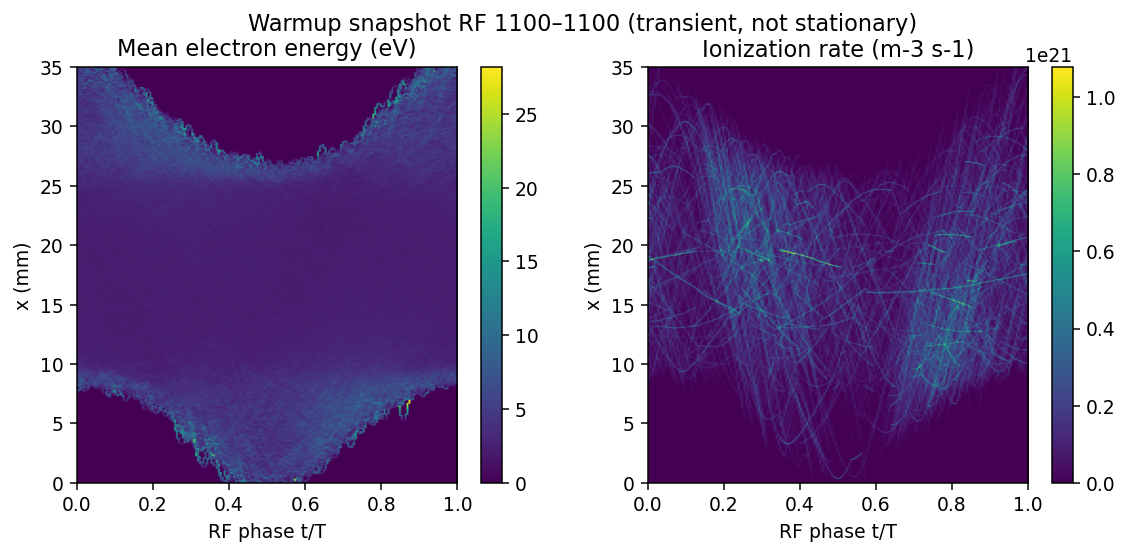 Warmup snapshot RF 1100–1100 (transient, not stationary)
Mean electron energy (eV)
Ionization rate (m-3 s-1)
1e21
35
30
25
20
15
10
5
0
x (mm)
0.0 0.2 0.4 0.6 0.8 1.0
RF phase t/T
25
20
15
10
5
0
35
30
25
20
15
10
5
0
x (mm)
0.0 0.2 0.4 0.6 0.8 1.0
RF phase t/T
1.0
0.8
0.6
0.4
0.2
0.0